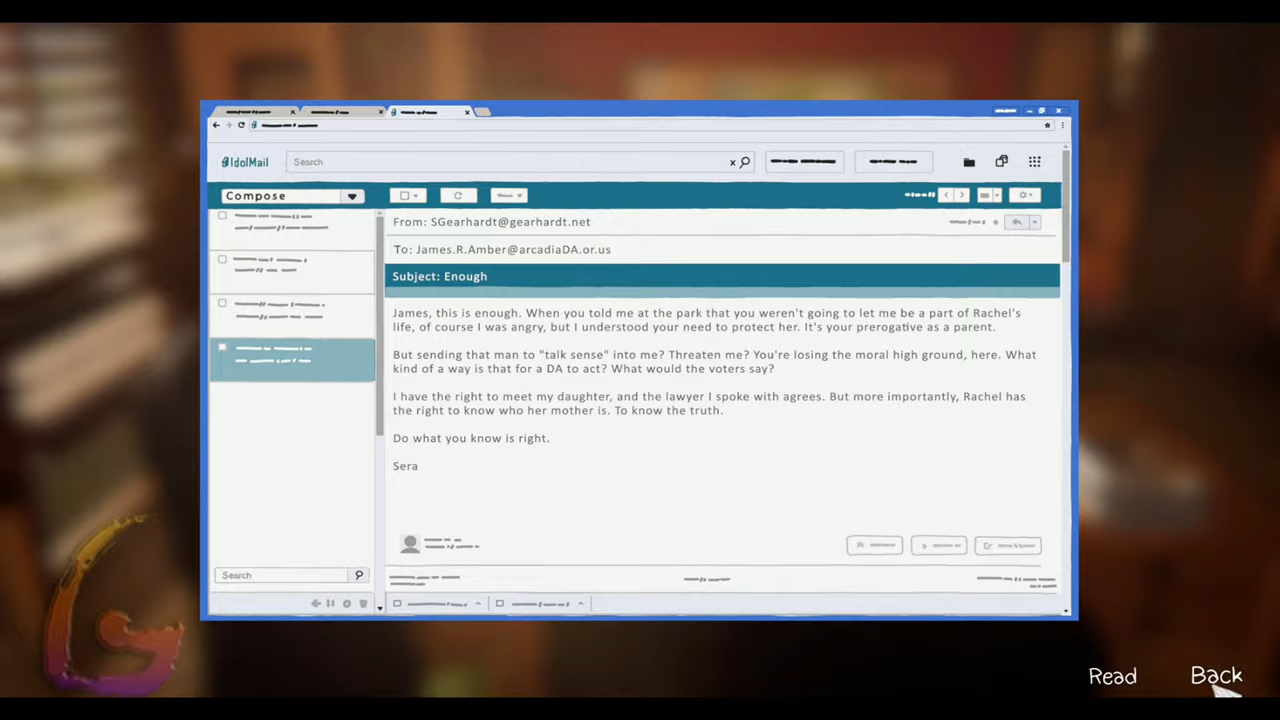 IdolMail
Search
Compose
From: SGearhardt@gearhardt.net
To: James.R.Amber@arcadiaDA.or.us
Subject: Enough
James, this is enough. When you told me at the park that you weren't going to let me be a part of Rachel's
life, of course I was angry, but I understood your need to protect her. It's your prerogative as a parent.
But sending that man to "talk sense" into me? Threaten me? You're losing the moral high ground, here. What
kind of a way is that for a DA to act? What would the voters say?
I have the right to meet my daughter, and the lawyer I spoke with agrees. But more importantly, Rachel has
the right to know who her mother is. To know the truth.
Do what you know is right.
Sera
Search
G
Read
Back